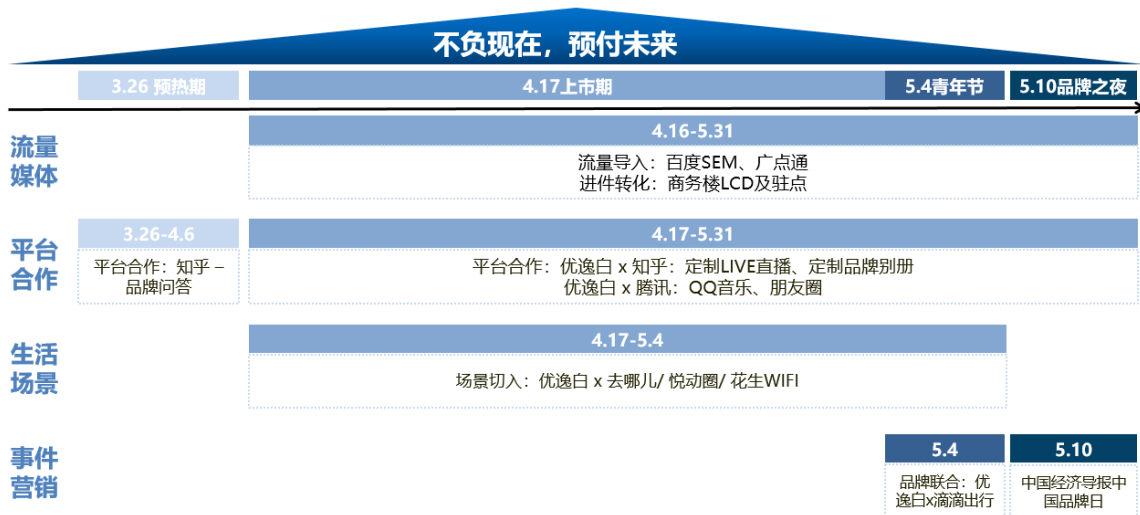 不负现在，预付未来
3.26 预热期
4.17上市期
5.4青年节
5.10品牌之夜
流量
媒体
4.16-5.31
流量导入：百度SEM、广点通
进件转化：商务楼LCD及驻点
平台
合作
3.26-4.6
平台合作：知乎 –
品牌问答
4.17-5.31
平台合作：优逸白 x 知乎：定制LIVE直播、定制品牌别册
优逸白 x 腾讯：QQ音乐、朋友圈
生活
场景
4.17-5.4
场景切入：优逸白 x 去哪儿/ 悦动圈/ 花生WIFI
事件
营销
5.4
品牌联合：优
逸白x滴滴出行
5.10
中国经济导报中
国品牌日